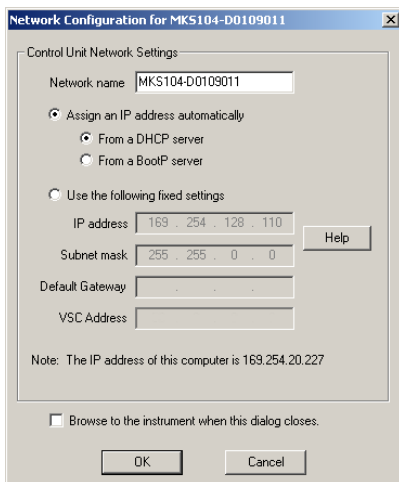 Network Configuration for MKS104-D0109011
Control Unit Network Settings
Network name MKS104-D0109011
Assign an IP address automatically
From a DHCP server
From a BootP server
Use the following fixed settings
IP address 169 . 254 . 128 . 110
Help
Subnet mask 255 . 255 . 0 . 0
Default Gateway . . .
VSC Address
Note: The IP address of this computer is 169.254.20.227
Browse to the instrument when this dialog closes.
OK Cancel